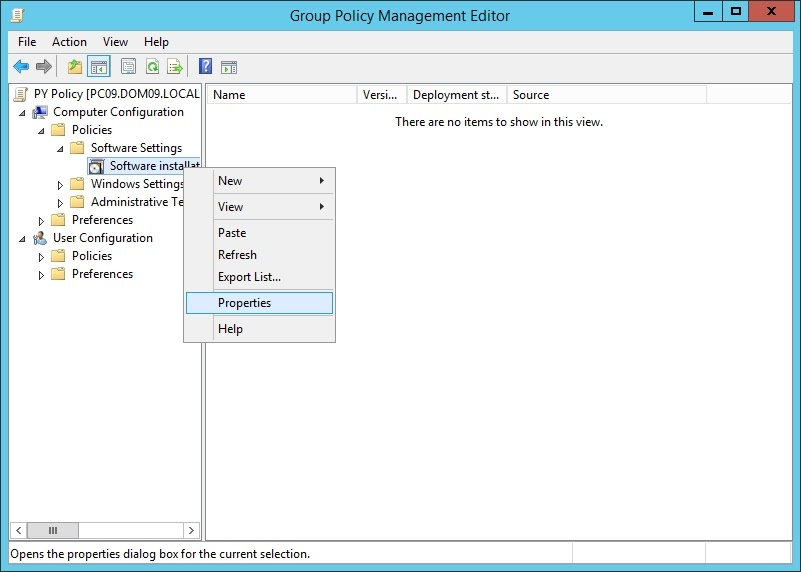 Group Policy Management Editor
File Action View Help
PY Policy [PC09.DOM09.LOCAL
Computer Configuration
Policies
Software Settings
Software installat
Windows Settings
Administrative Te
Preferences
User Configuration
Policies
Preferences
Name Versi... Deployment st... Source
There are no items to show in this view.
New
View
Paste
Refresh
Export List...
Properties
Help
Opens the properties dialog box for the current selection.